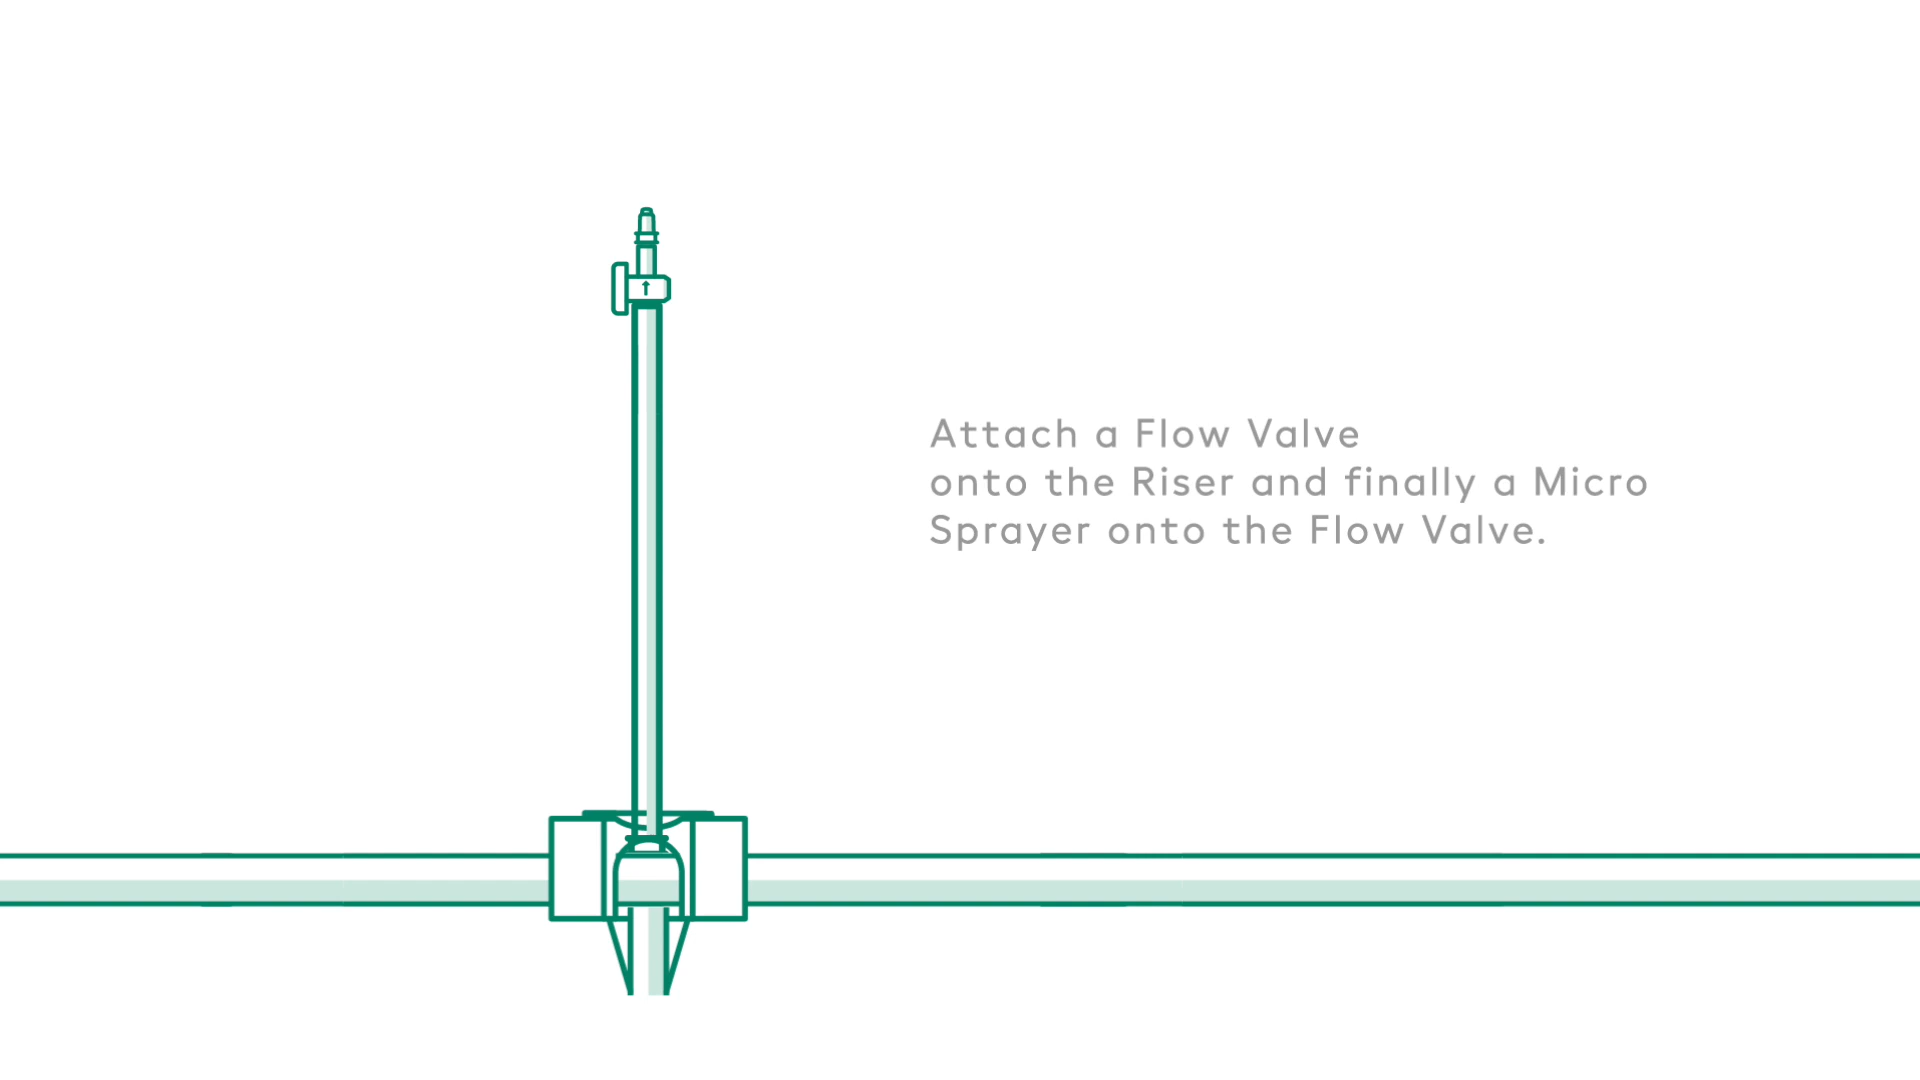 Attach a Flow Valve
onto the Riser and finally a Micro
Sprayer onto the Flow Valve.